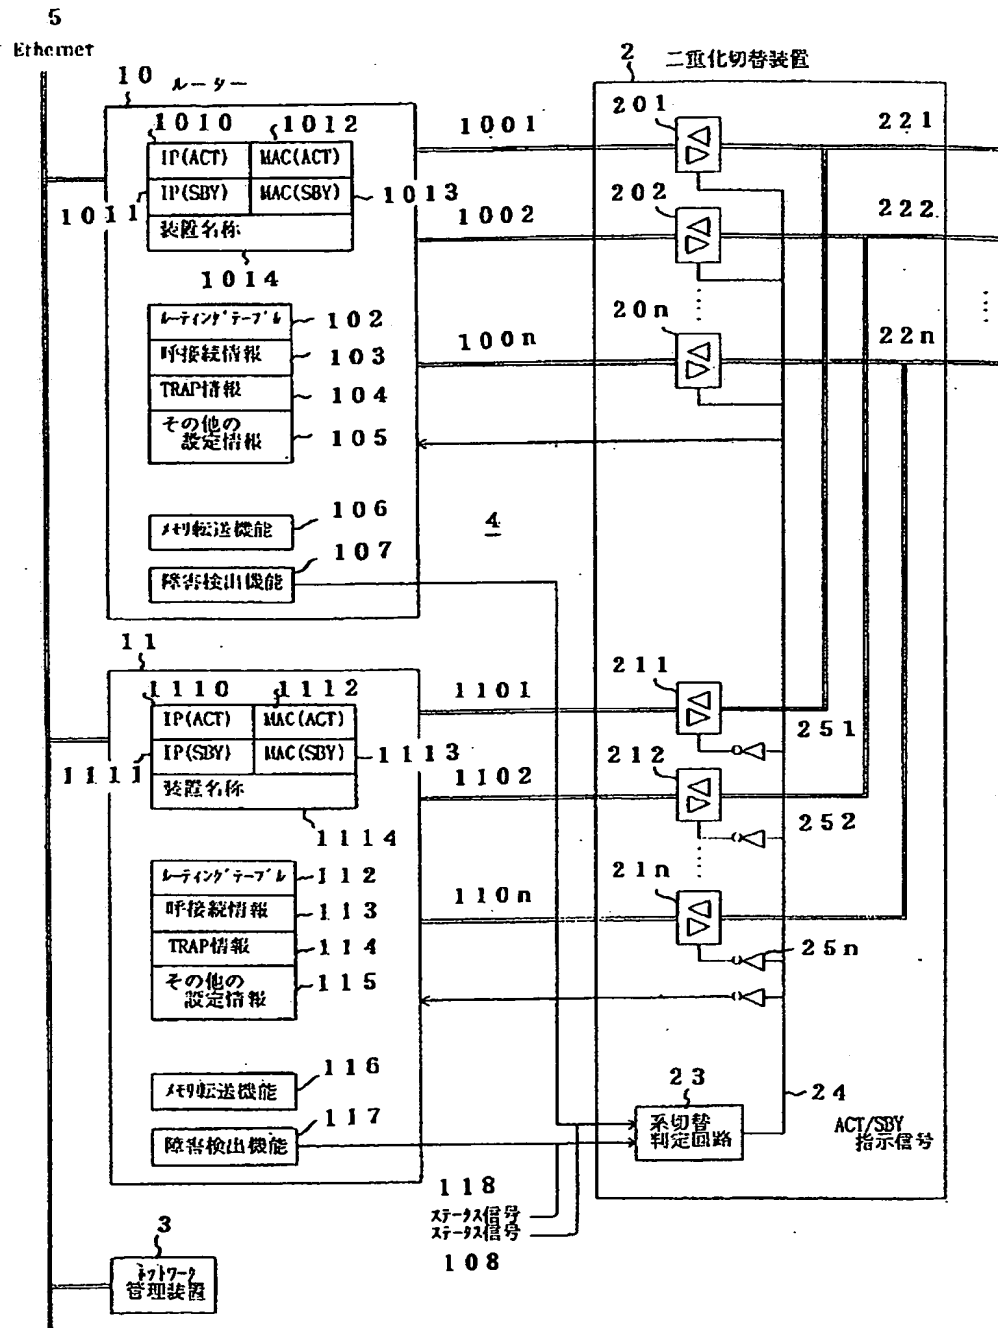 5
Ethernet
10
ルーター
1010
1012
IP(ACT)
MAC(ACT)
IP(SBY)
MAC(SBY)
1011
1013
装置名称
1014
ルーティングテーブル
102
呼接続情報
103
TRAP情報
104
その他の
設定情報
105
メモリ転送機能
106
障害検出機能
107
1001
1002
100n
4
2
二重化切替装置
201
202
20n
221
222
22n
11
1110
1112
IP(ACT)
MAC(ACT)
IP(SBY)
MAC(SBY)
1111
1113
装置名称
1114
ルーティングテーブル
112
呼接続情報
113
TRAP情報
114
その他の
設定情報
115
メモリ転送機能
116
障害検出機能
117
1101
1102
110n
211
212
21n
251
252
25n
23
系切替
判定回路
24
ACT/SBY
指示信号
118
ステータス信号
ステータス信号
108
3
ネットワーク
管理装置